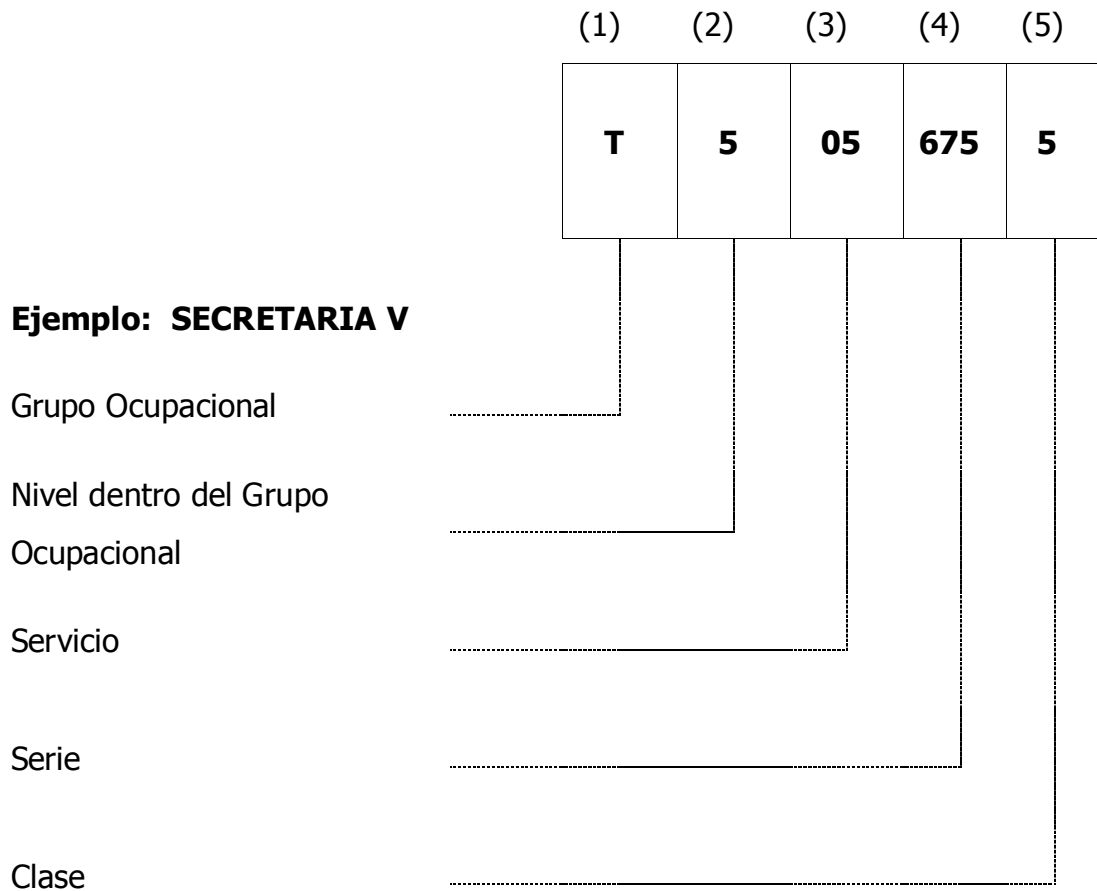 (1) (2) (3) (4) (5)
T 5 05 675 5
Ejemplo: SECRETARIA V
Grupo Ocupacional
Nivel dentro del Grupo
Ocupacional
Servicio
Serie
Clase